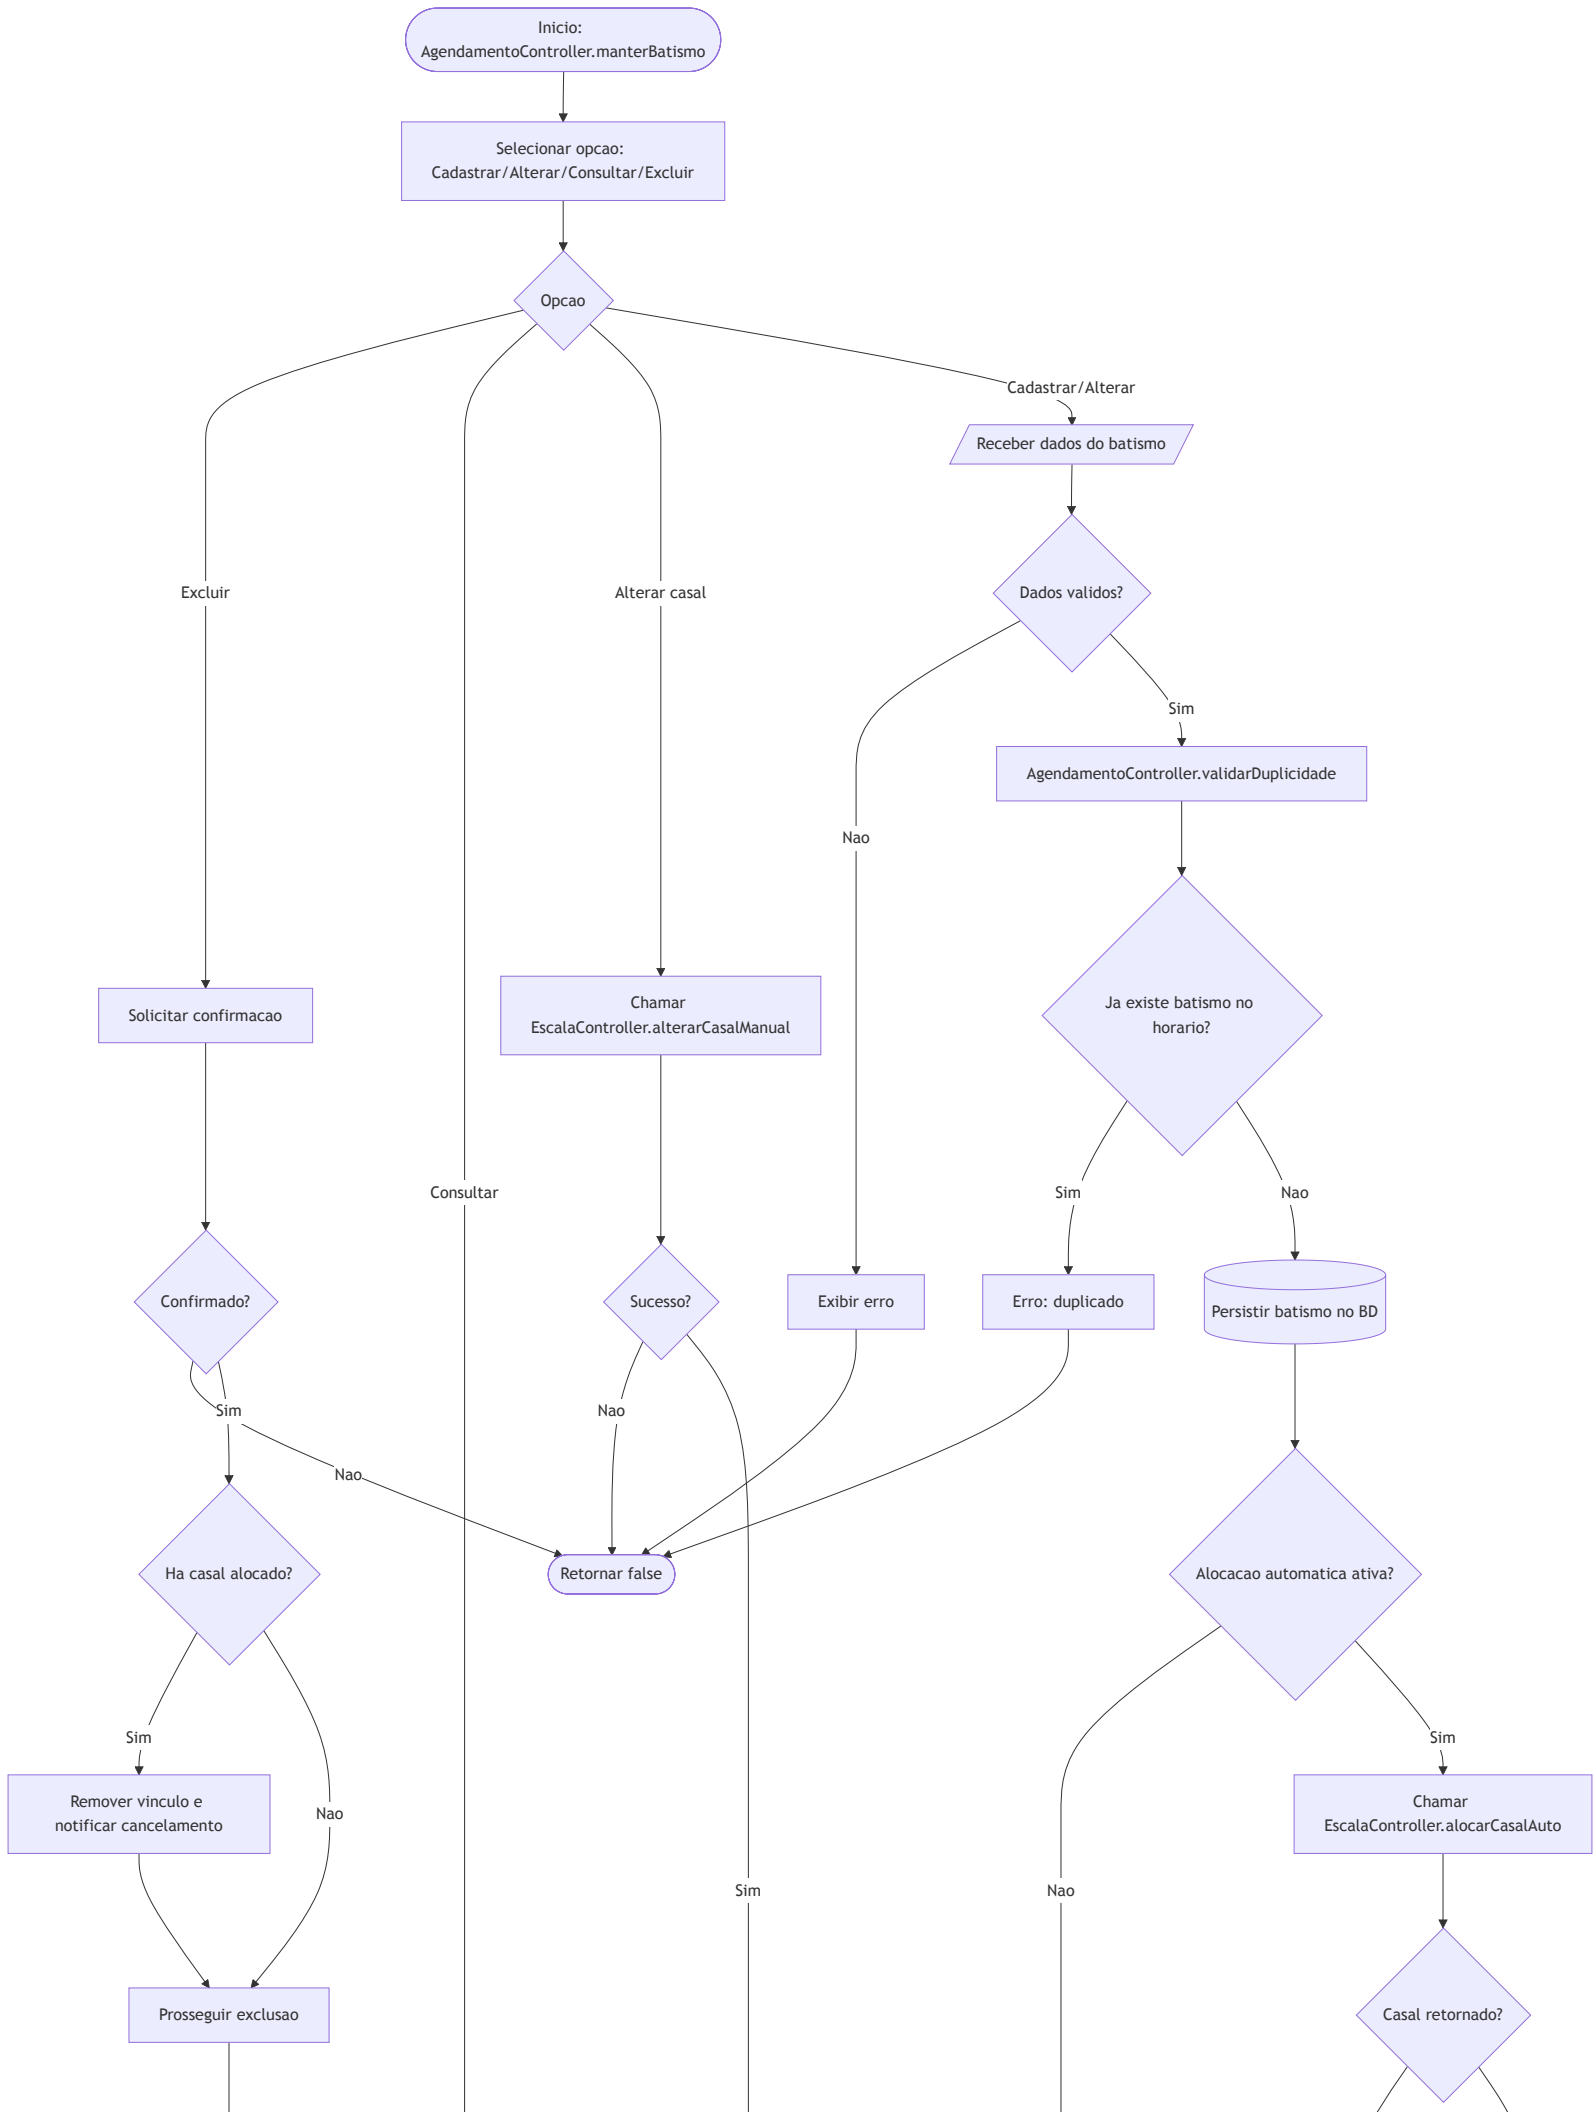 Inicio:
AgendamentoController.manterBatismo
Selecionar opcao:
Cadastrar/Alterar/Consultar/Excluir
Opcao
Cadastrar/Alterar
Receber dados do batismo
Excluir
Alterar casal
Dados validos?
Sim
AgendamentoController.validarDuplicidade
Nao
Solicitar confirmacao
Chamar
EscalaController.alterarCasalManual
Ja existe batismo no
horario?
Consultar
Sim
Nao
Confirmado?
Sucesso?
Exibir erro
Erro: duplicado
Persistir batismo no BD
Sim
Nao
Nao
Ha casal alocado?
Retornar false
Alocacao automatica ativa?
Sim
Sim
Remover vinculo e
notificar cancelamento
Nao
Chamar
EscalaController.alocarCasalAuto
Sim
Nao
Prosseguir exclusao
Casal retornado?